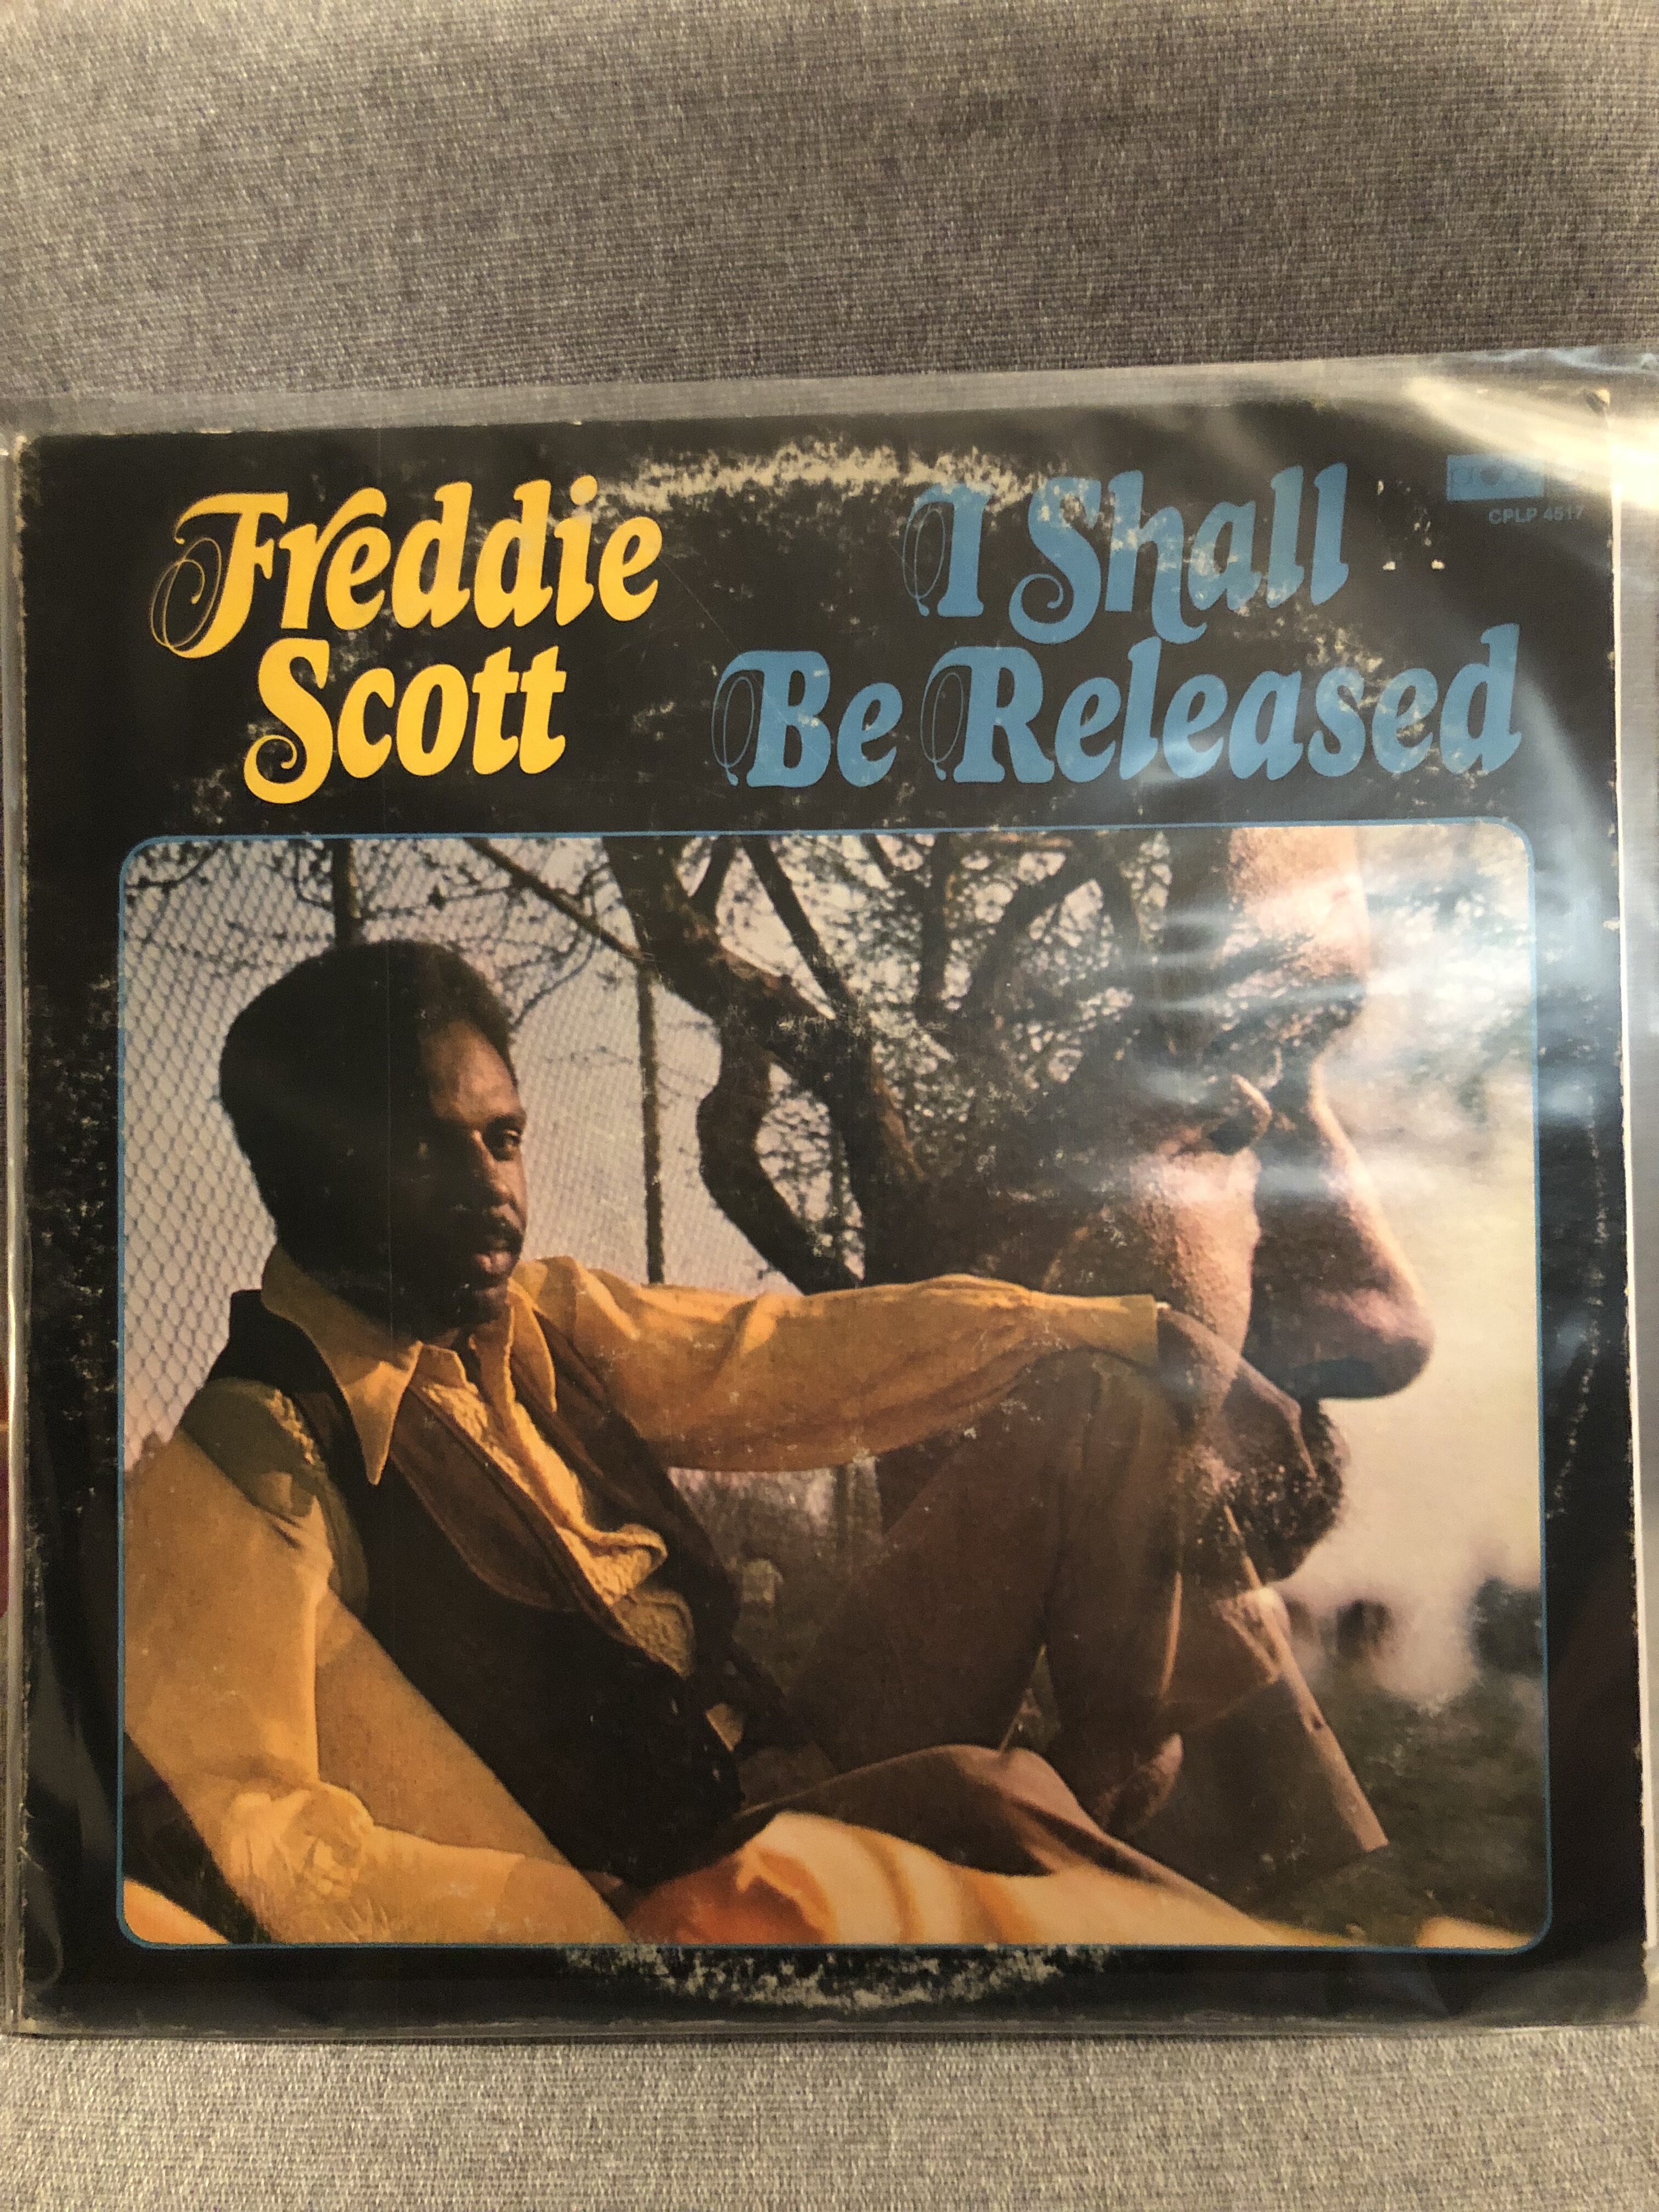 Freddie
Scott
I Shall
Be Released
CPLP 4517